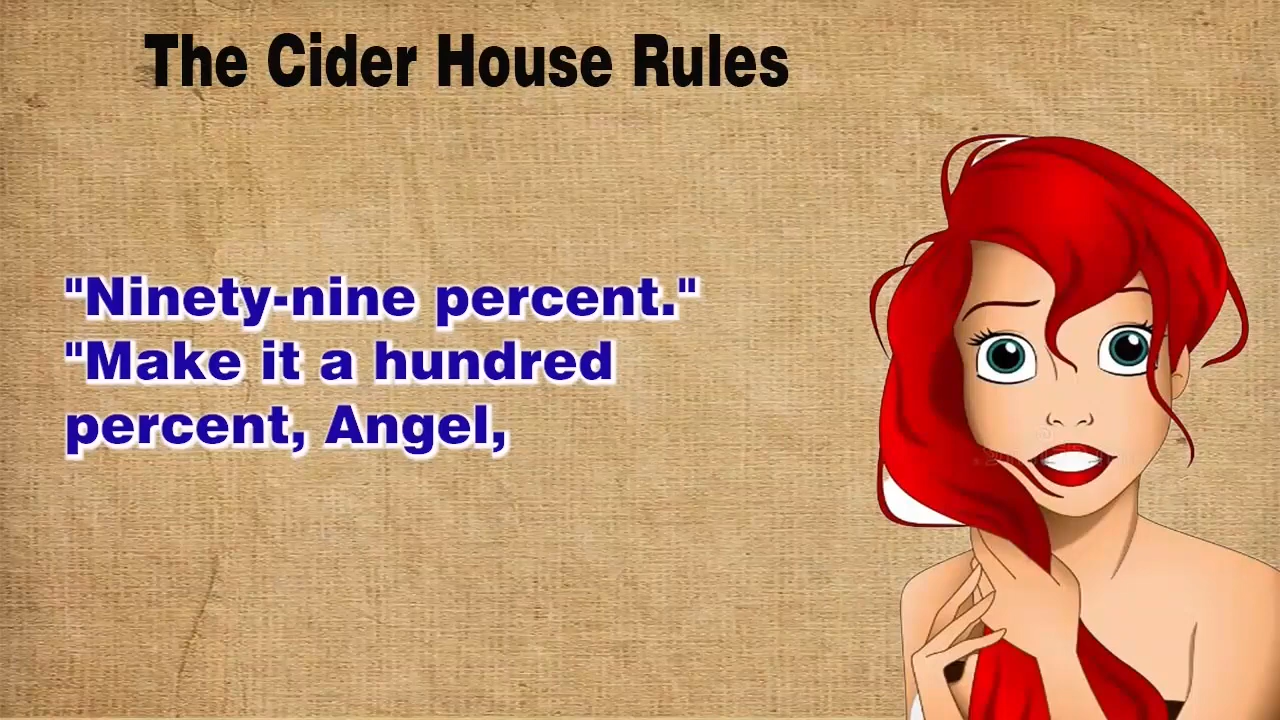 The Cider House Rules
"Ninety-nine percent."
"Make it a hundred
percent, Angel,